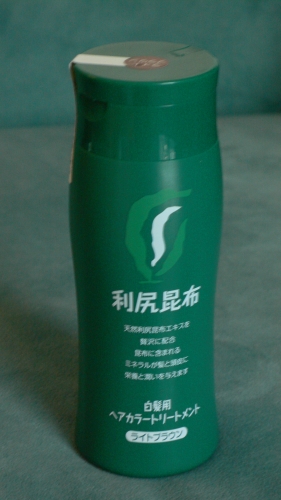 利尻昆布
天然利尻昆布エキスを
贅沢に配合
昆布に含まれる
ミネラルが髪と頭皮に
栄養と潤いを与えます
白髪用
ヘアカラートリートメント
ライトブラウン